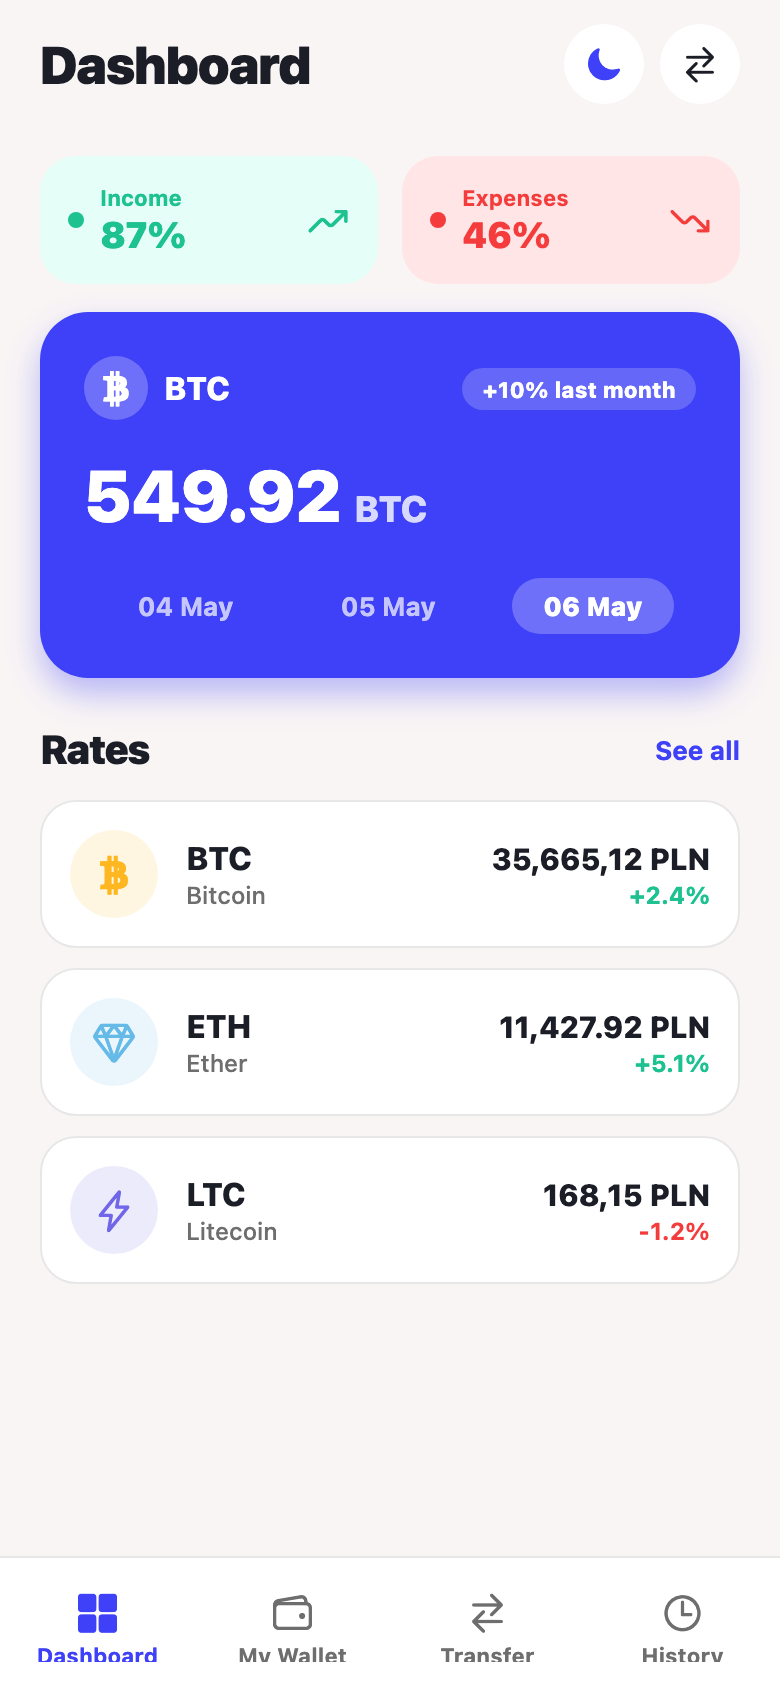 Dashboard
Income
87%
Expenses
46%
BTC
+10% last month
549.92 BTC
04 May
05 May
06 May
Rates
See all
BTC
35,665,12 PLN
Bitcoin
+2.4%
ETH
11,427.92 PLN
Ether
+5.1%
LTC
168,15 PLN
Litecoin
-1.2%
Dashboard
My Wallet
Transfer
History